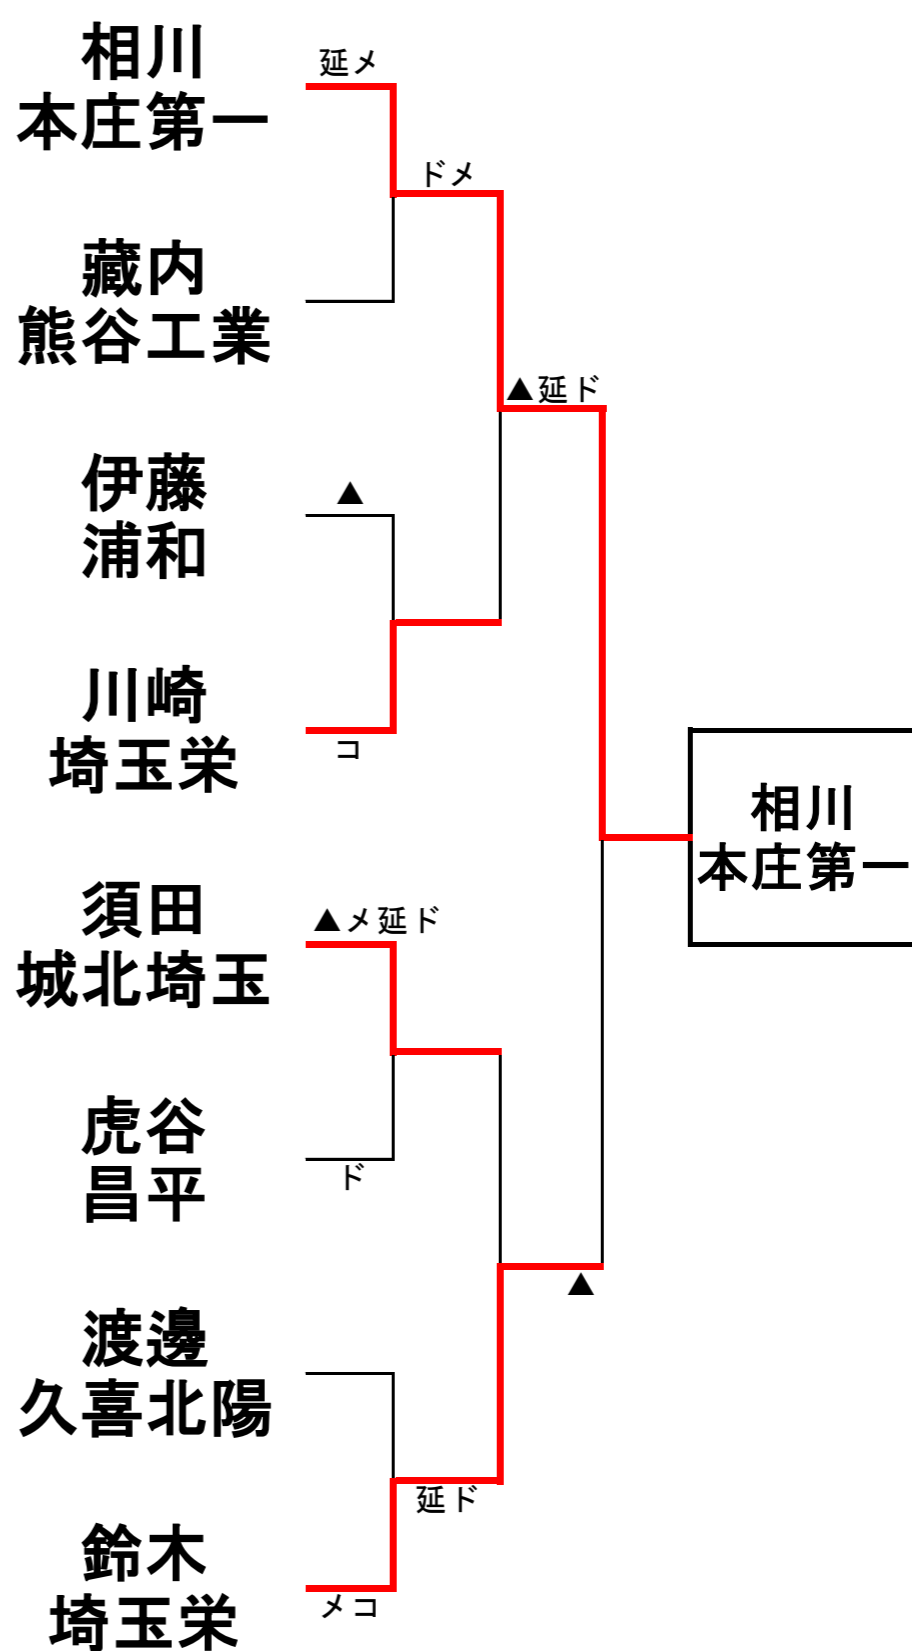 相川
本庄第一
延メ
ドメ
藏内
熊谷工業
▲延ド
伊藤
浦和
▲
川崎
埼玉栄
コ
相川
本庄第一
須田
城北埼玉
▲メ延ド
虎谷
昌平
ド
▲
渡邊
久喜北陽
延ド
鈴木
埼玉栄
メコ